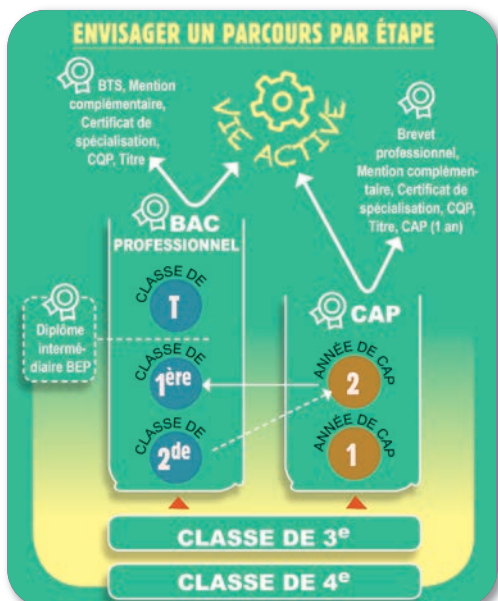 ENVISAGER UN PARCOURS PAR ÉTAPE
BTS, Mention
complémentaire,
Certificat de
spécialisation,
CQP, Titre
VIE ACTIVE
Brevet
professionnel,
Mention complémen-
taire, Certificat de
spécialisation, CQP,
Titre, CAP (1 an)
BAC
PROFESSIONNEL
CLASSE DE
T
Diplôme
intermé-
diaire BEP
CLASSE DE
1ère
CLASSE DE
2de
CAP
ANNÉE DE CAP
2
ANNÉE DE CAP
1
CLASSE DE 3e
CLASSE DE 4e